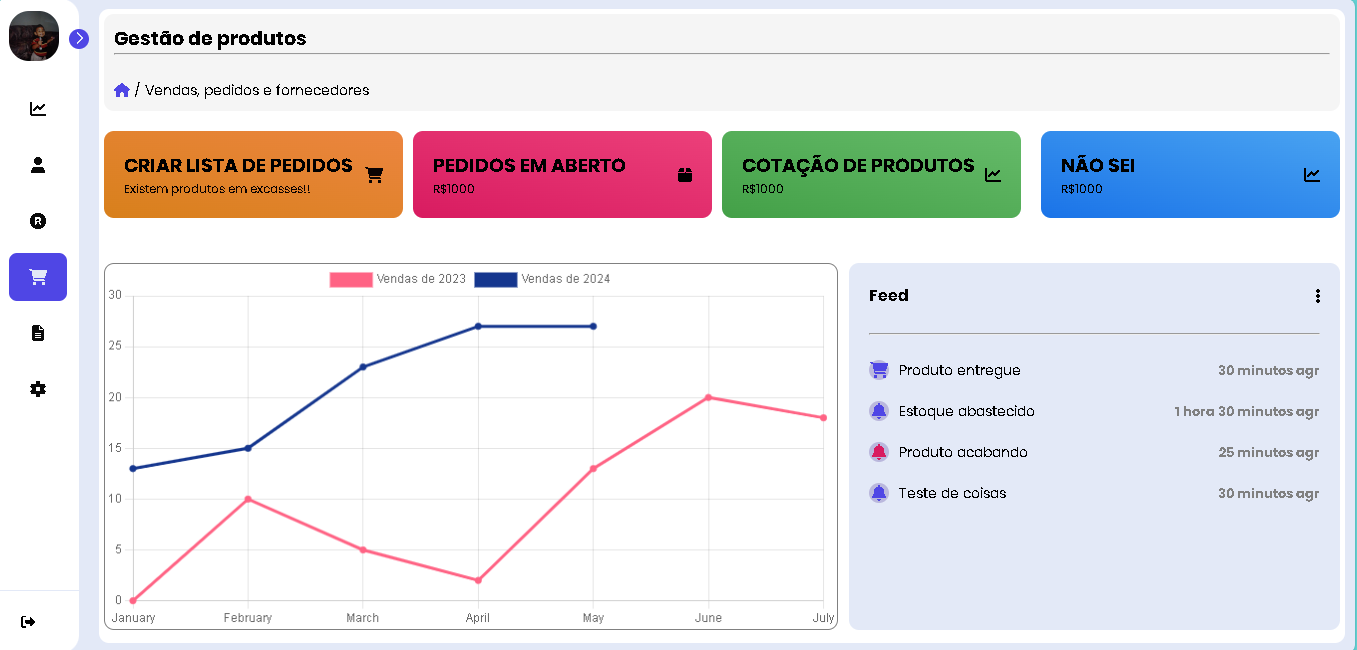 Gestão de produtos
/ Vendas, pedidos e fornecedores
CRIAR LISTA DE PEDIDOS
Existem produtos em excasses!!
PEDIDOS EM ABERTO
R$1000
COTAÇÃO DE PRODUTOS
R$1000
NÃO SEI
R$1000
R
Vendas de 2023 Vendas de 2024
30
25
20
15
10
5
0
January February March April May June July
Feed
Produto entregue 30 minutos agr
Estoque abastecido 1 hora 30 minutos agr
Produto acabando 25 minutos agr
Teste de coisas 30 minutos agr